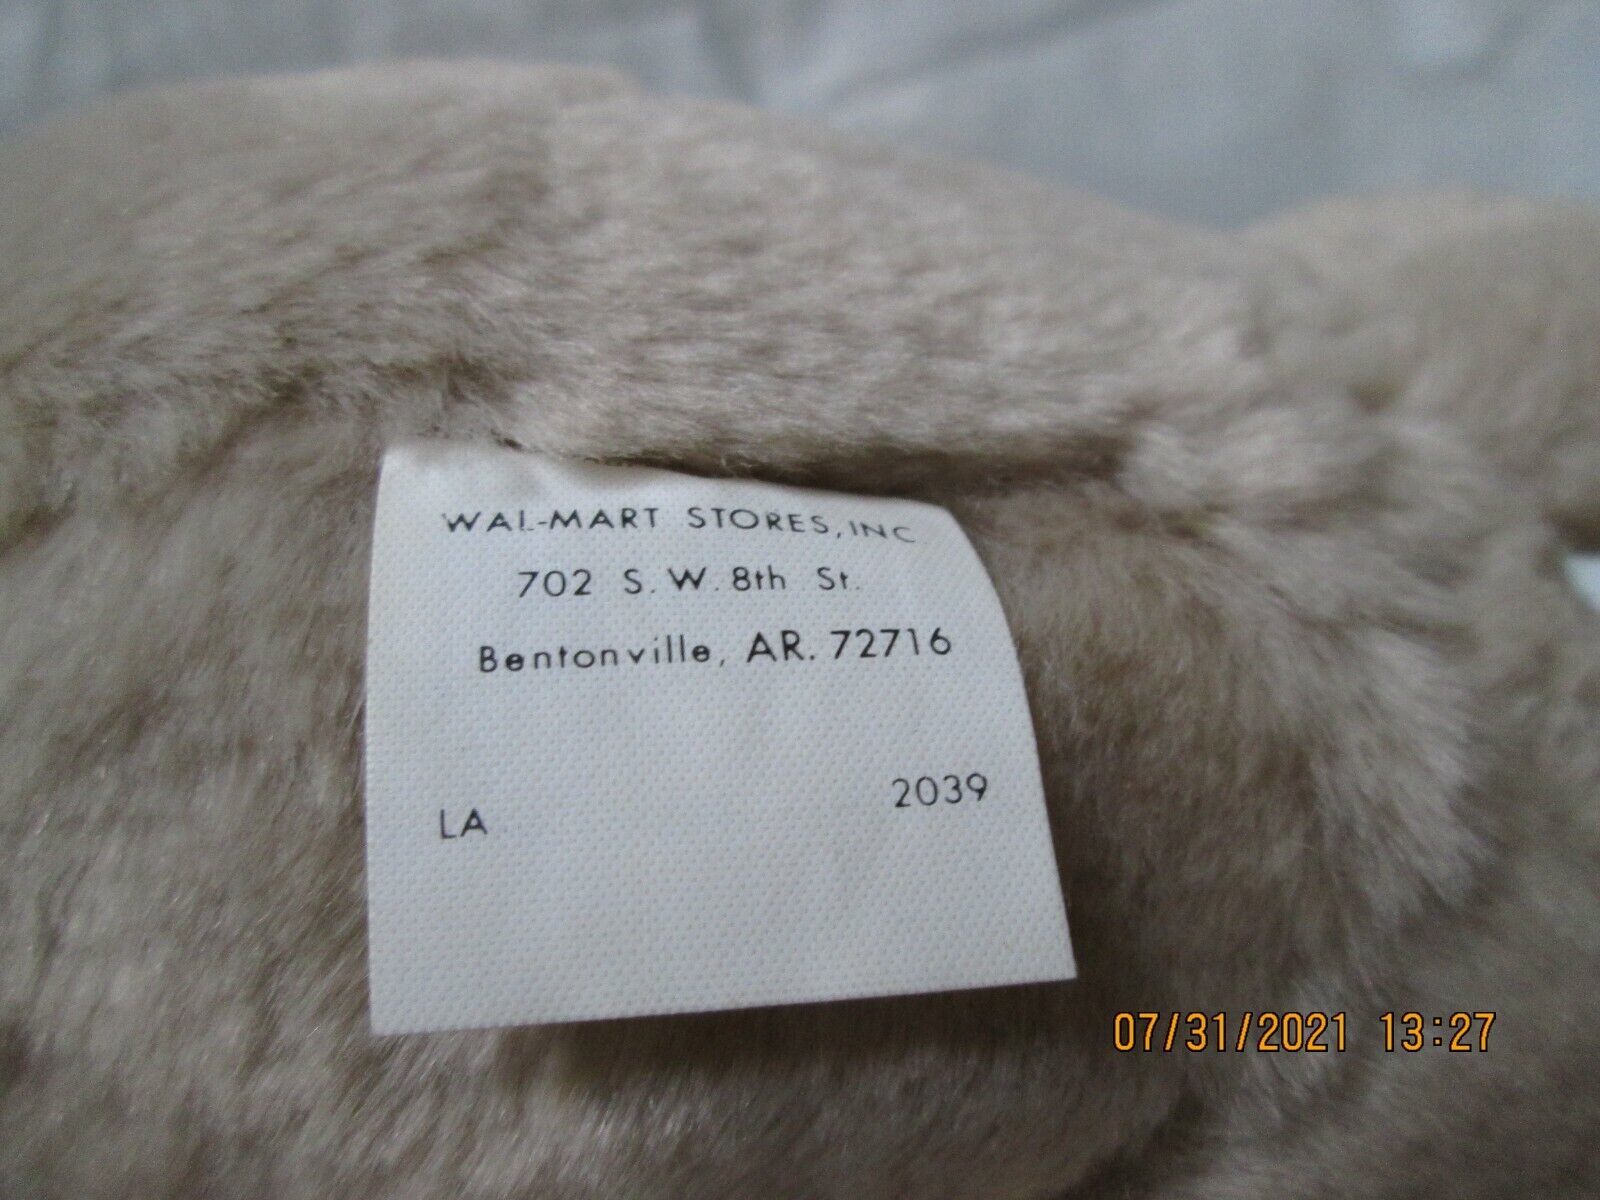 WAL-MART STORES, INC
702 S.W. 8th St.
Bentonville, AR. 72716
2039
LA
07/31/2021 13:27